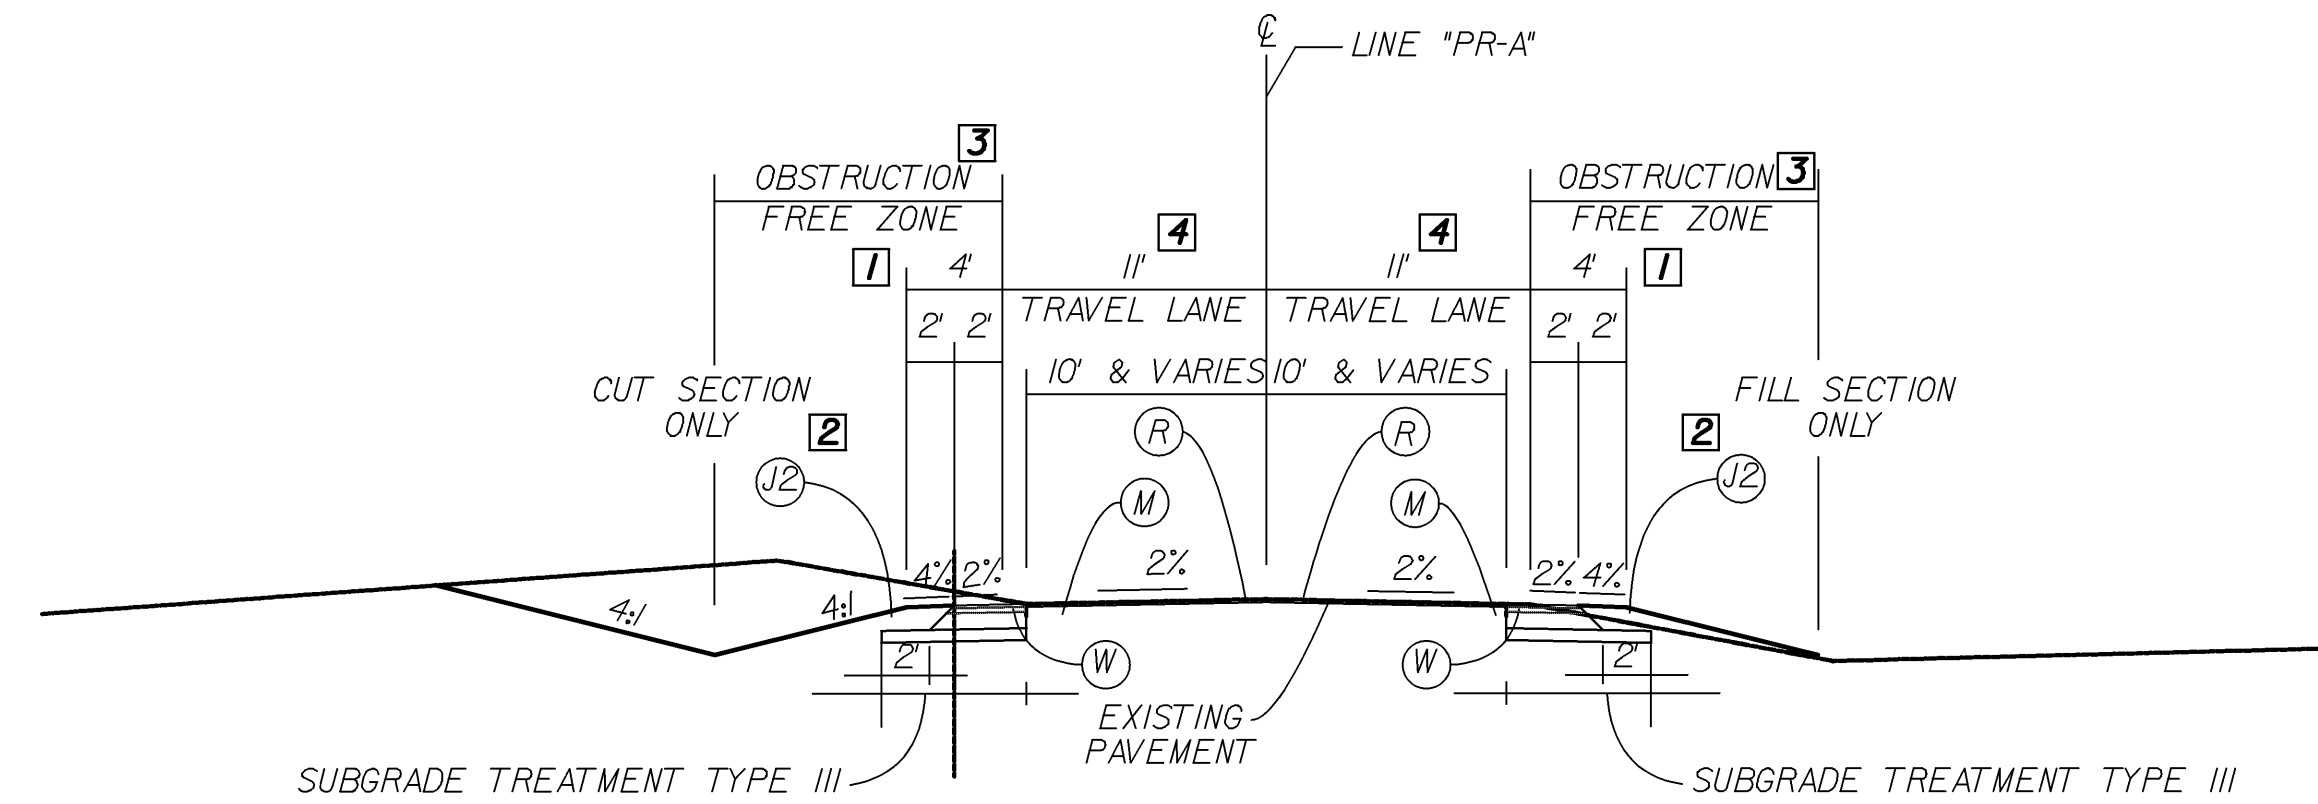 ℄
LINE "PR-A"
3
OBSTRUCTION
FREE ZONE
OBSTRUCTION 3
FREE ZONE
1 4' 11' 4 11' 4 4' 1
TRAVEL LANE TRAVEL LANE
2' 2' 2' 2'
10' & VARIES 10' & VARIES
CUT SECTION
ONLY
FILL SECTION
ONLY
2 R R 2
J2 M M J2
4% 2% 2% 2% 2% 4%
4:1 4:1
2' W W 2'
EXISTING
PAVEMENT
SUBGRADE TREATMENT TYPE III
SUBGRADE TREATMENT TYPE III